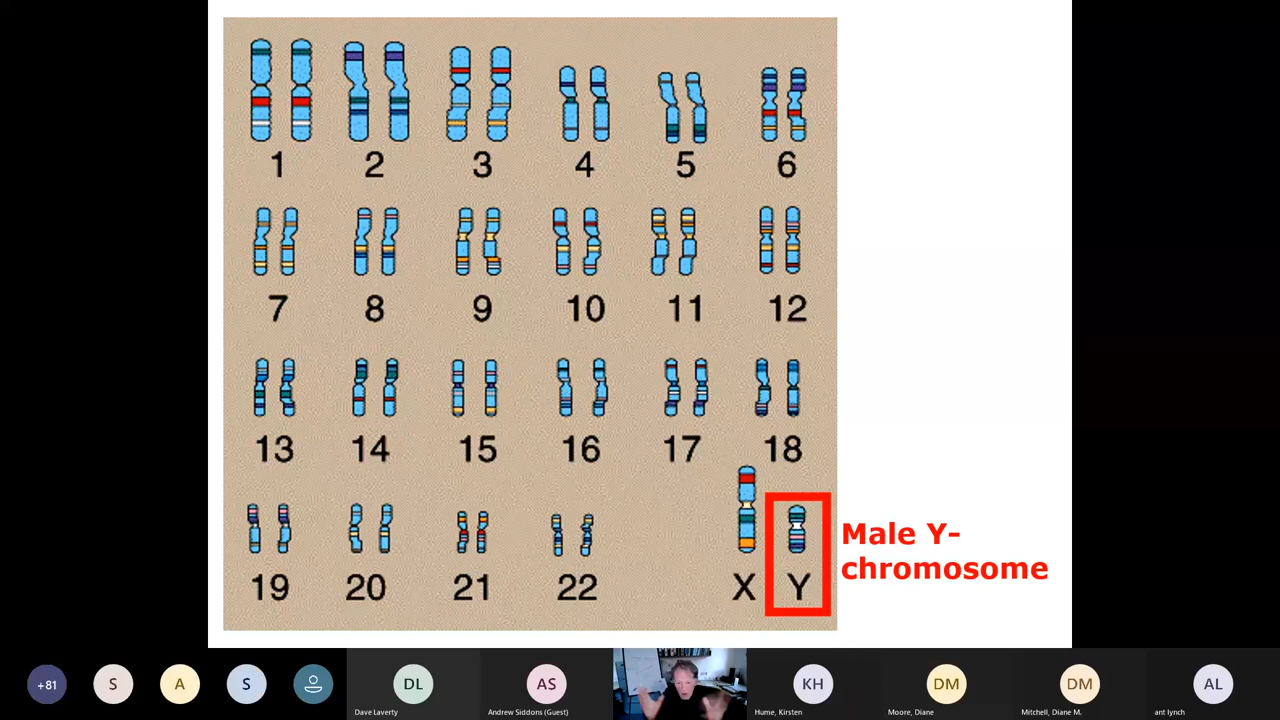 1 2 3 4 5 6
7 8 9 10 11 12
13 14 15 16 17 18
19 20 21 22 X Y
Male Y-
chromosome
+81 S A S DL AS KH DM DM AL
Dave Laverty Andrew Siddons (Guest) Hume, Kirsten Moore, Diane Mitchell, Diane M. ant lynch